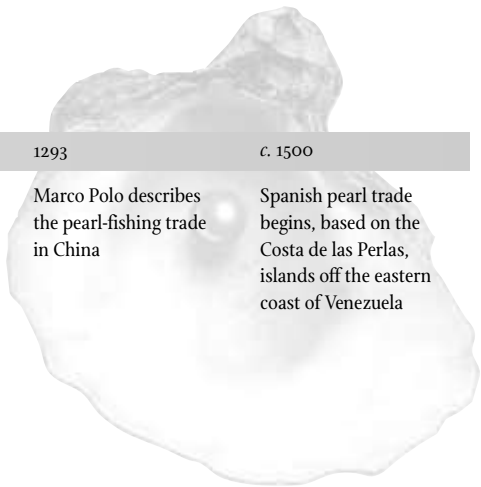 1293
Marco Polo describes
the pearl-fishing trade
in China
c. 1500
Spanish pearl trade
begins, based on the
Costa de las Perlas,
islands off the eastern
coast of Venezuela